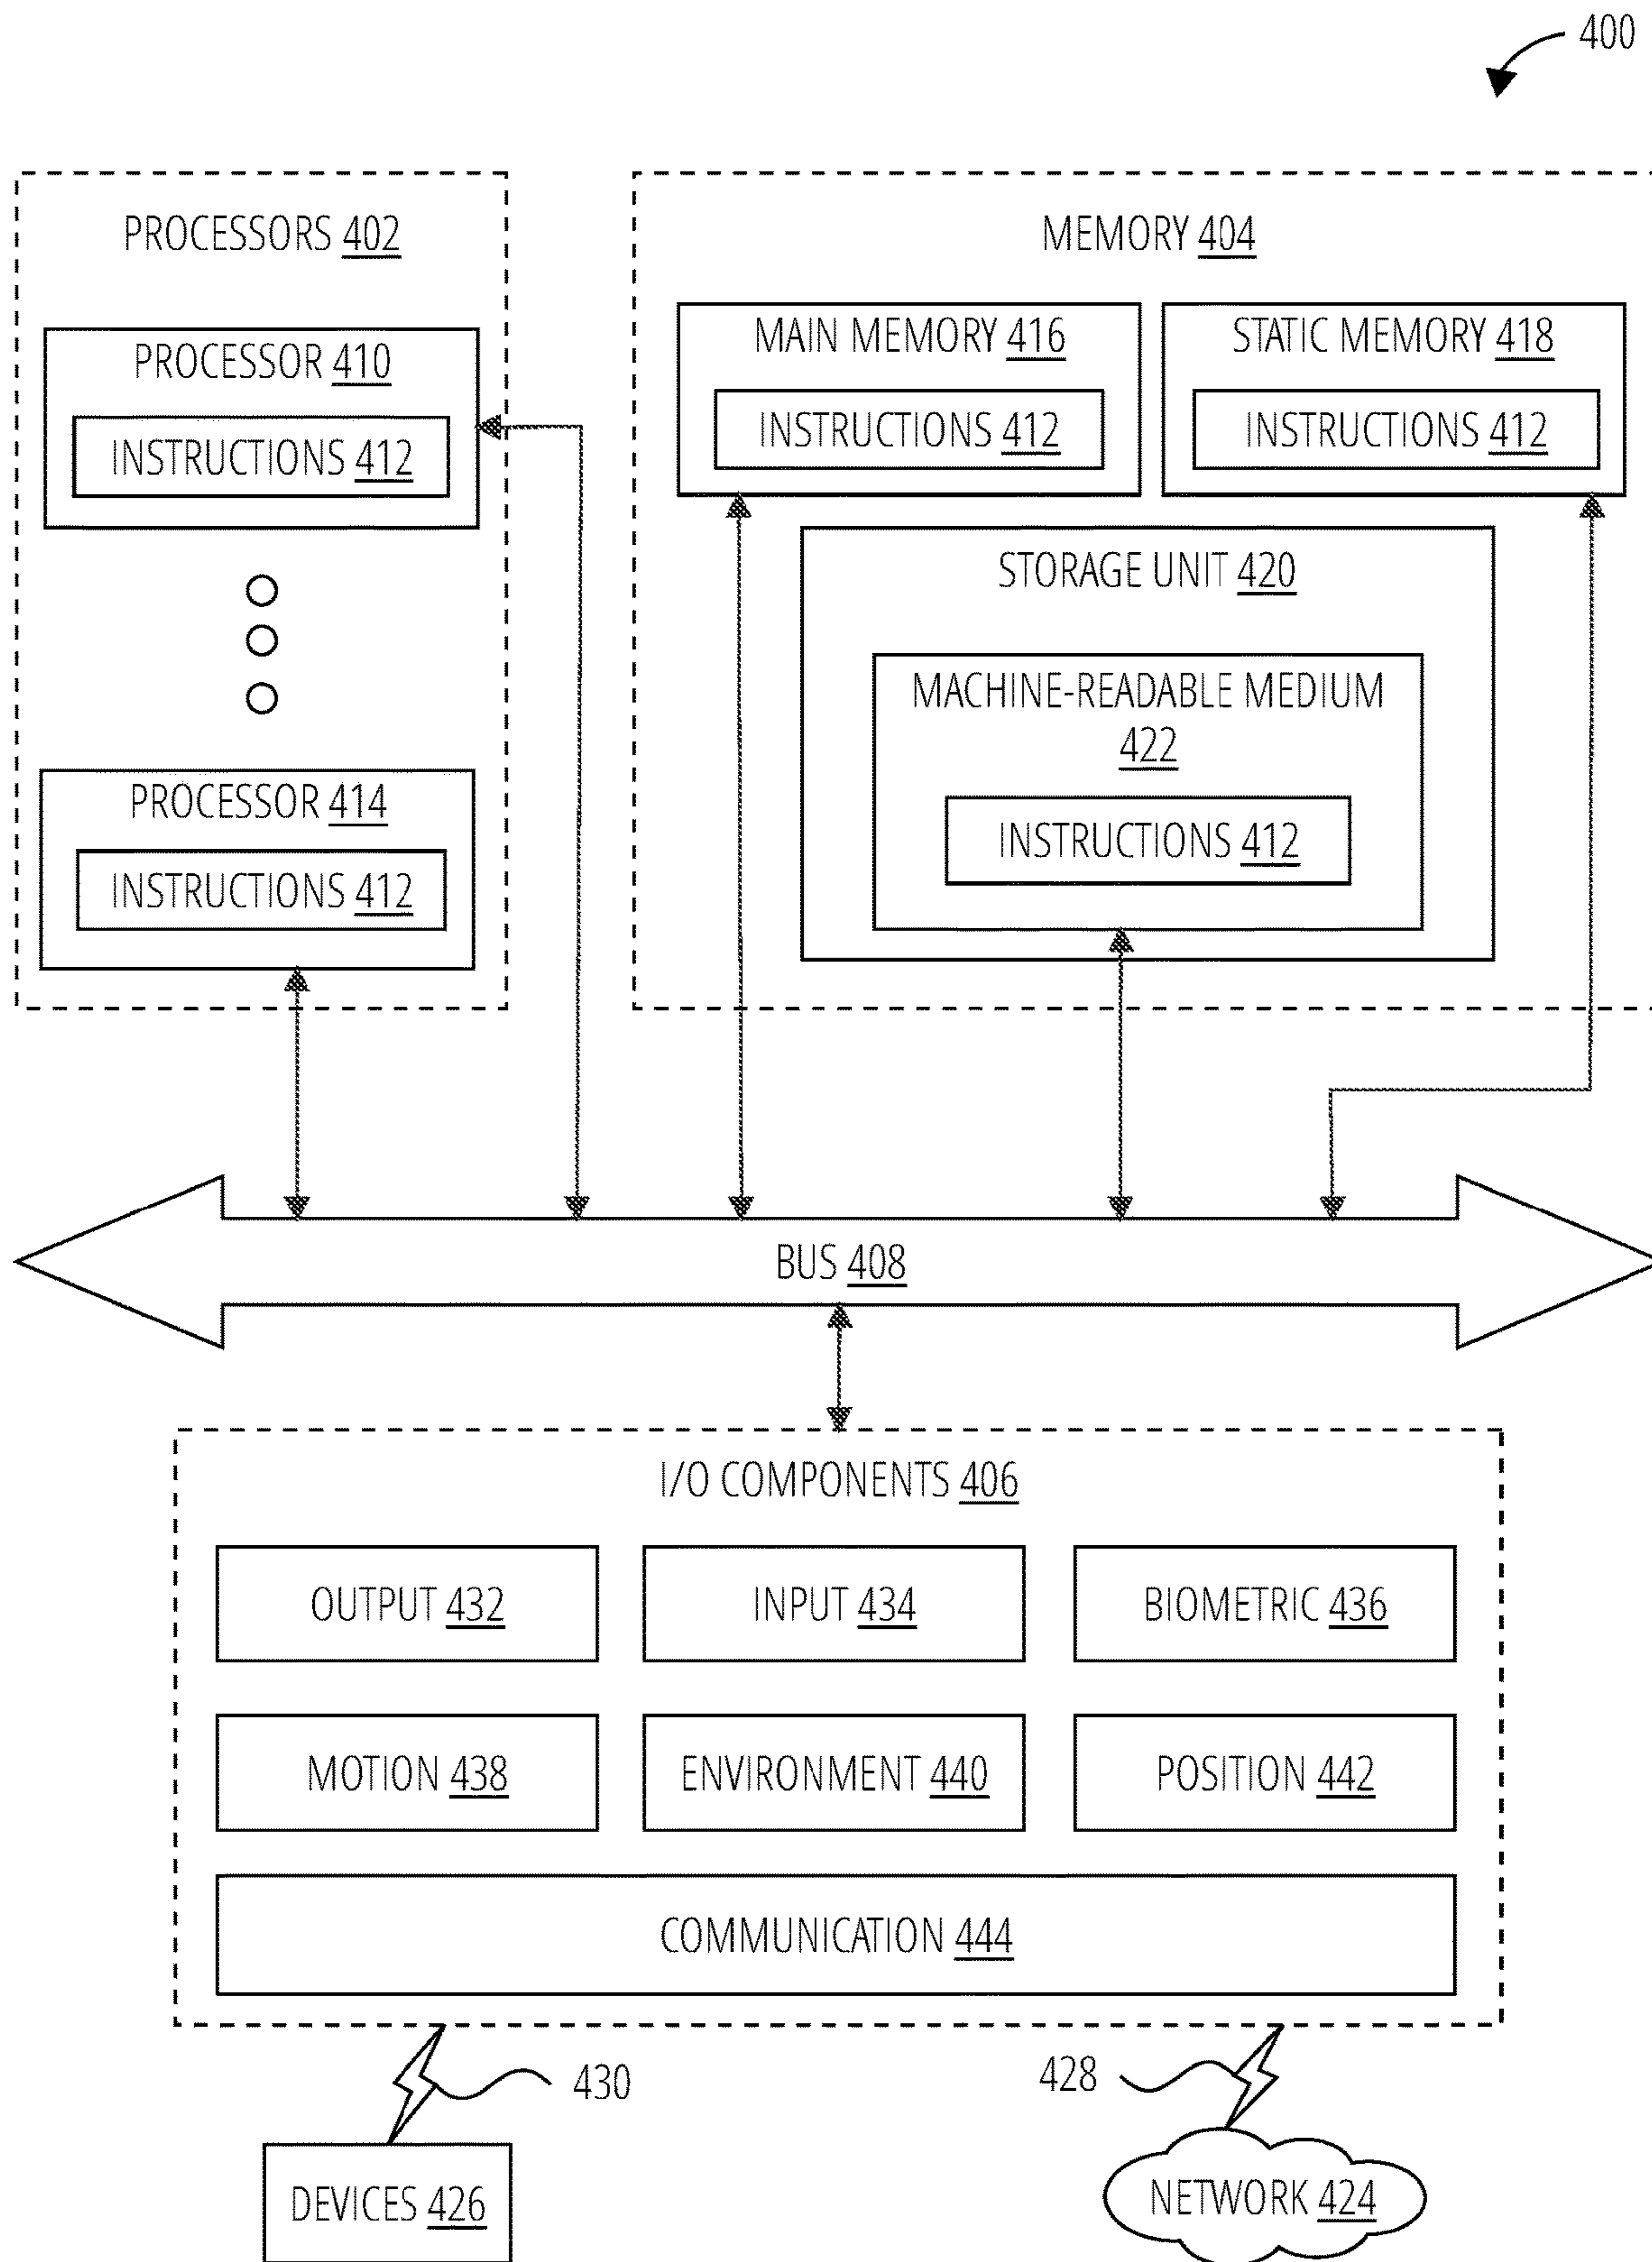 400
PROCESSORS 402
PROCESSOR 410
INSTRUCTIONS 412
PROCESSOR 414
INSTRUCTIONS 412
MEMORY 404
MAIN MEMORY 416
INSTRUCTIONS 412
STATIC MEMORY 418
INSTRUCTIONS 412
STORAGE UNIT 420
MACHINE-READABLE MEDIUM
422
INSTRUCTIONS 412
BUS 408
I/O COMPONENTS 406
OUTPUT 432
INPUT 434
BIOMETRIC 436
MOTION 438
ENVIRONMENT 440
POSITION 442
COMMUNICATION 444
430
428
DEVICES 426
NETWORK 424